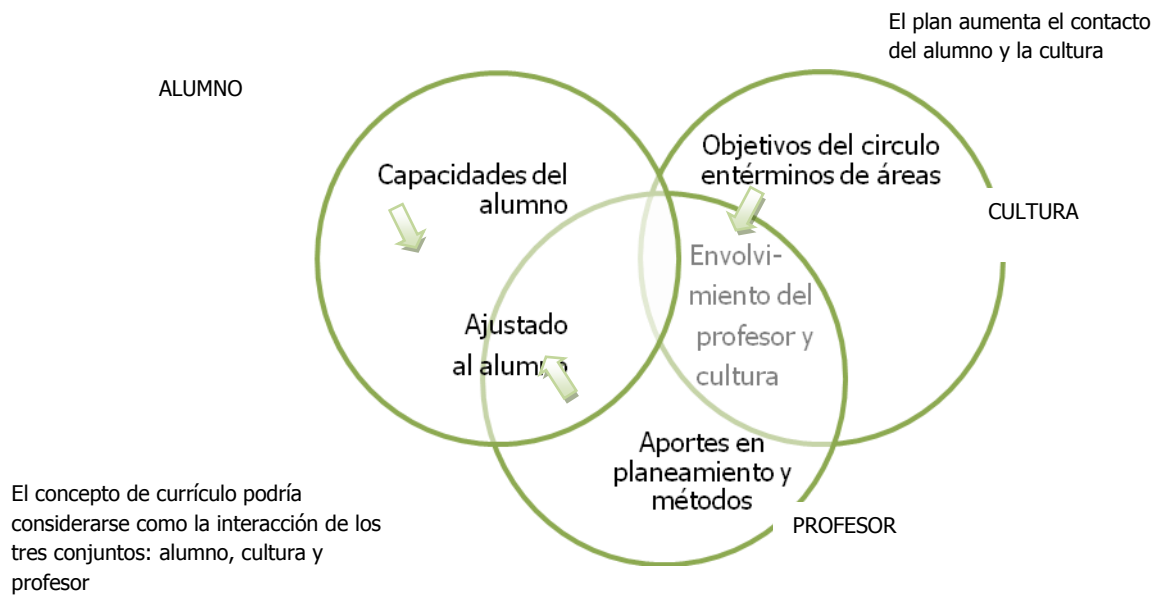 El plan aumenta el contacto
del alumno y la cultura
ALUMNO
Objetivos del circulo
entérminos de áreas
Capacidades del
alumno
CULTURA
Envolvi-
miento del
profesor y
cultura
Ajustado
al alumno
Aportes en
planeamiento y
métodos
PROFESOR
El concepto de currículo podría
considerarse como la interacción de los
tres conjuntos: alumno, cultura y
profesor